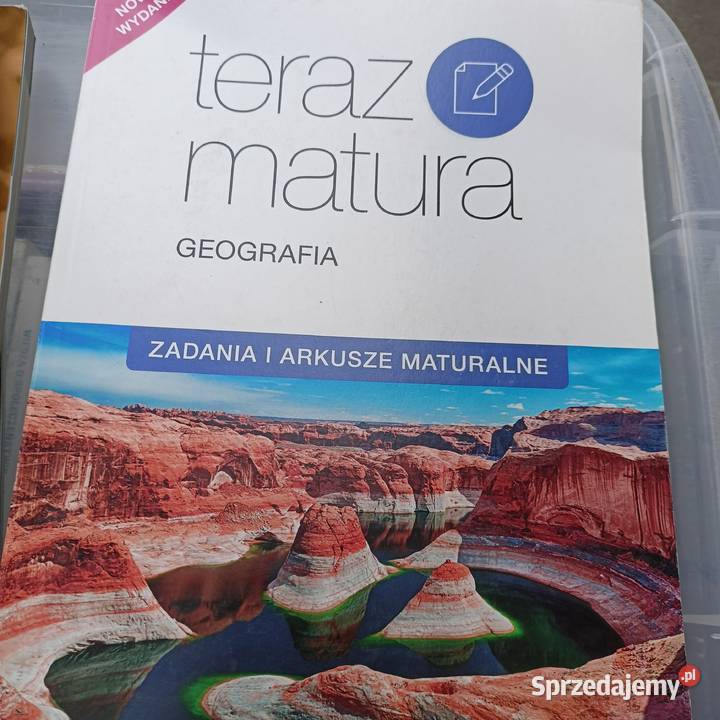 teraz
matura
GEOGRAFIA
ZADANIA I ARKUSZE MATURALNE
Sprzedajemy.pl